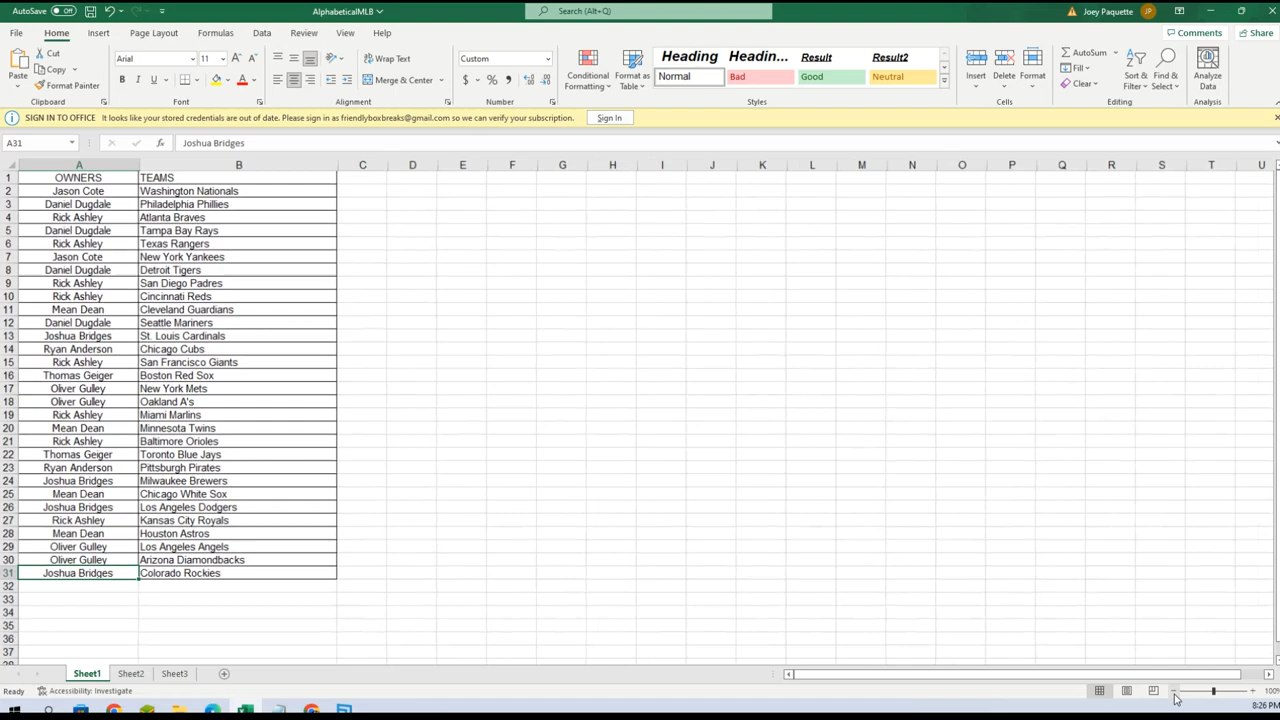 AutoSave Off AlphabeticalMLB Search (Alt+Q) Joey Paquette JP
File Home Insert Page Layout Formulas Data Review View Help Comments Share
Paste Cut Copy Format Painter Clipboard
Arial 11 B I U A Font
Wrap Text Merge & Center Alignment
Custom $ % Number
Conditional Formatting Format as Table
Heading Headin... Result Result2
Normal Bad Good Neutral Styles
Insert Delete Format Cells
AutoSum Fill Clear Sort & Filter Find & Select Editing
Analyze Data Analysis
SIGN IN TO OFFICE It looks like your stored credentials are out of date. Please sign in as friendlyboxbreaks@gmail.com so we can verify your subscription. Sign In
A31 fx Joshua Bridges
A B C D E F G H I J K L M N O P Q R S T U
1 OWNERS TEAMS
2 Jason Cote Washington Nationals
3 Daniel Dugdale Philadelphia Phillies
4 Rick Ashley Atlanta Braves
5 Daniel Dugdale Tampa Bay Rays
6 Rick Ashley Texas Rangers
7 Jason Cote New York Yankees
8 Daniel Dugdale Detroit Tigers
9 Rick Ashley San Diego Padres
10 Rick Ashley Cincinnati Reds
11 Mean Dean Cleveland Guardians
12 Daniel Dugdale Seattle Mariners
13 Joshua Bridges St. Louis Cardinals
14 Ryan Anderson Chicago Cubs
15 Rick Ashley San Francisco Giants
16 Thomas Geiger Boston Red Sox
17 Oliver Gulley New York Mets
18 Oliver Gulley Oakland A's
19 Rick Ashley Miami Marlins
20 Mean Dean Minnesota Twins
21 Rick Ashley Baltimore Orioles
22 Thomas Geiger Toronto Blue Jays
23 Ryan Anderson Pittsburgh Pirates
24 Joshua Bridges Milwaukee Brewers
25 Mean Dean Chicago White Sox
26 Joshua Bridges Los Angeles Dodgers
27 Rick Ashley Kansas City Royals
28 Mean Dean Houston Astros
29 Oliver Gulley Los Angeles Angels
30 Oliver Gulley Arizona Diamondbacks
31 Joshua Bridges Colorado Rockies
32
33
34
35
36
37
38
Sheet1 Sheet2 Sheet3
Ready Accessibility: Investigate 100%
8:26 PM